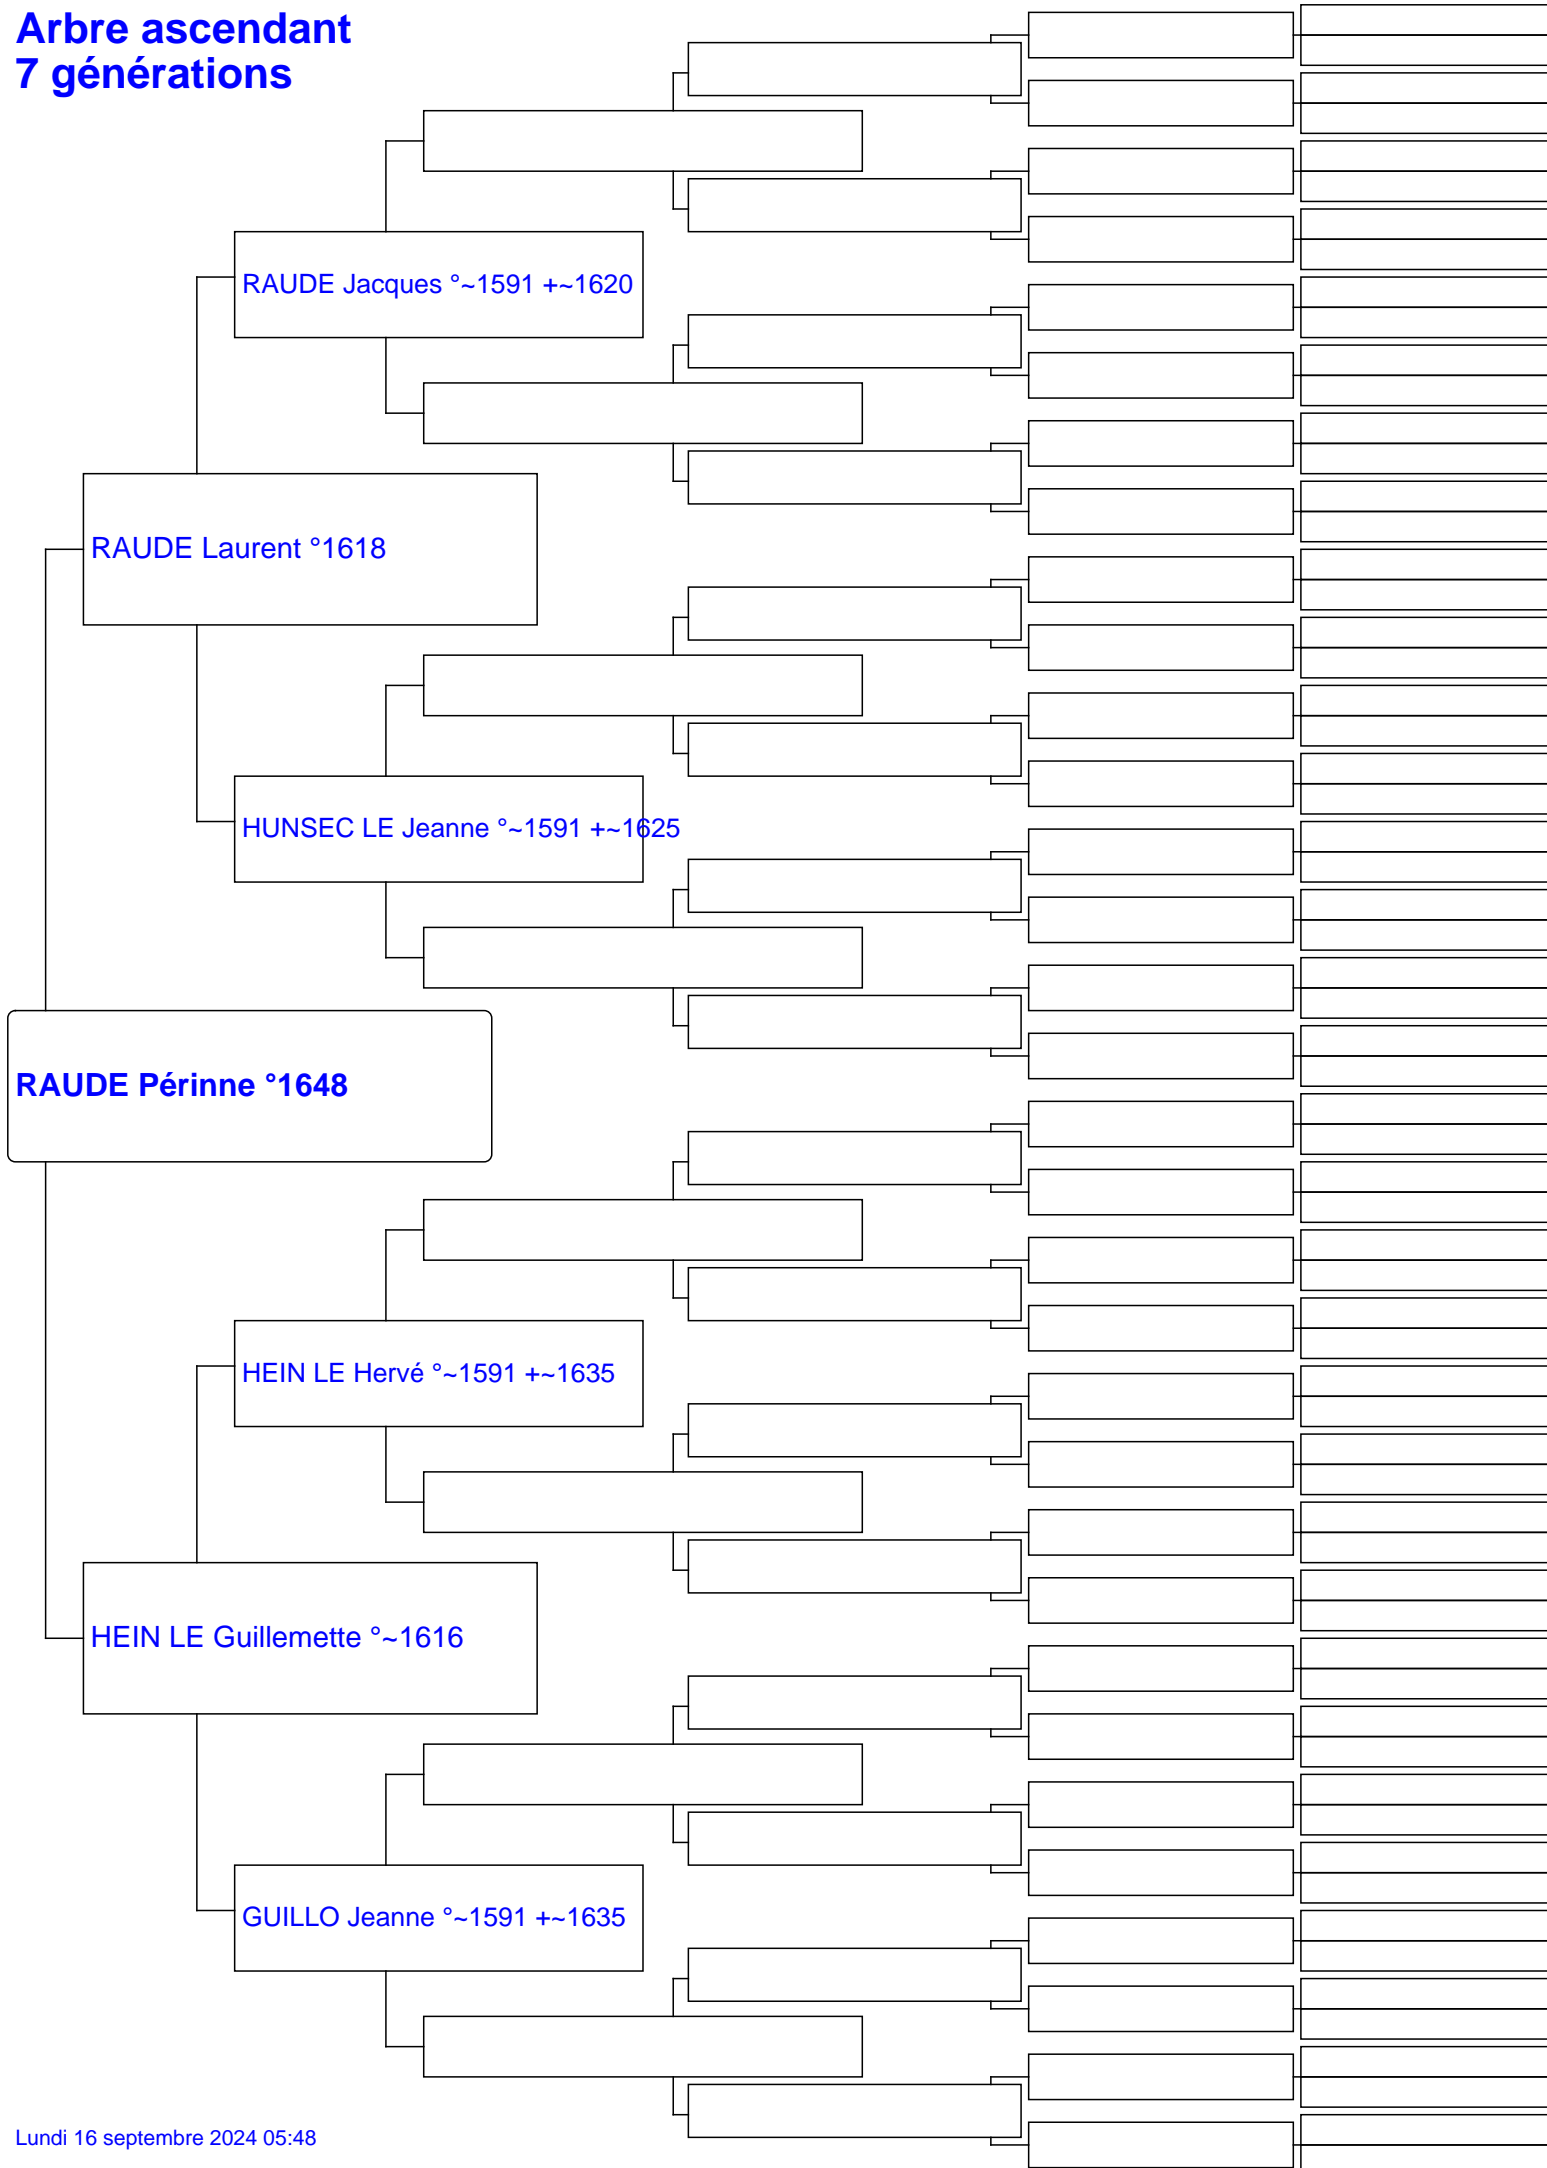 Arbre ascendant
7 générations
RAUDE Jacques °~1591 +~1620
RAUDE Laurent °1618
HUNSEC LE Jeanne °~1591 +~1625
RAUDE Périnne °1648
HEIN LE Hervé °~1591 +~1635
HEIN LE Guillemette °~1616
GUILLO Jeanne °~1591 +~1635
Lundi 16 septembre 2024 05:48